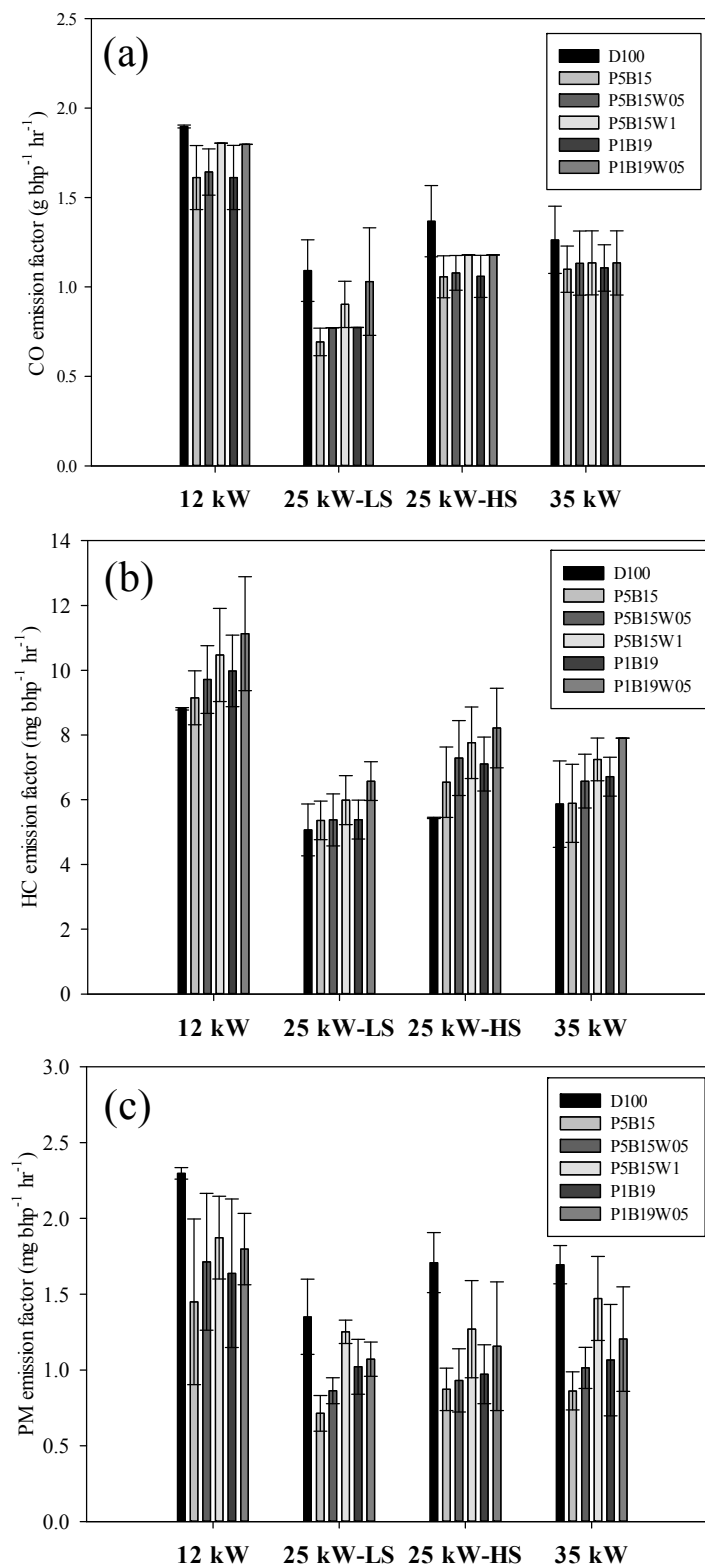 (a)
D100
P5B15
P5B15W05
P5B15W1
P1B19
P1B19W05
CO emission factor (g bhp⁻¹ hr⁻¹)
2.5
2.0
1.5
1.0
0.5
0.0
12 kW 25 kW-LS 25 kW-HS 35 kW
(b)
D100
P5B15
P5B15W05
P5B15W1
P1B19
P1B19W05
HC emission factor (mg bhp⁻¹ hr⁻¹)
14
12
10
8
6
4
2
0
12 kW 25 kW-LS 25 kW-HS 35 kW
(c)
D100
P5B15
P5B15W05
P5B15W1
P1B19
P1B19W05
PM emission factor (mg bhp⁻¹ hr⁻¹)
3.0
2.5
2.0
1.5
1.0
0.5
0.0
12 kW 25 kW-LS 25 kW-HS 35 kW